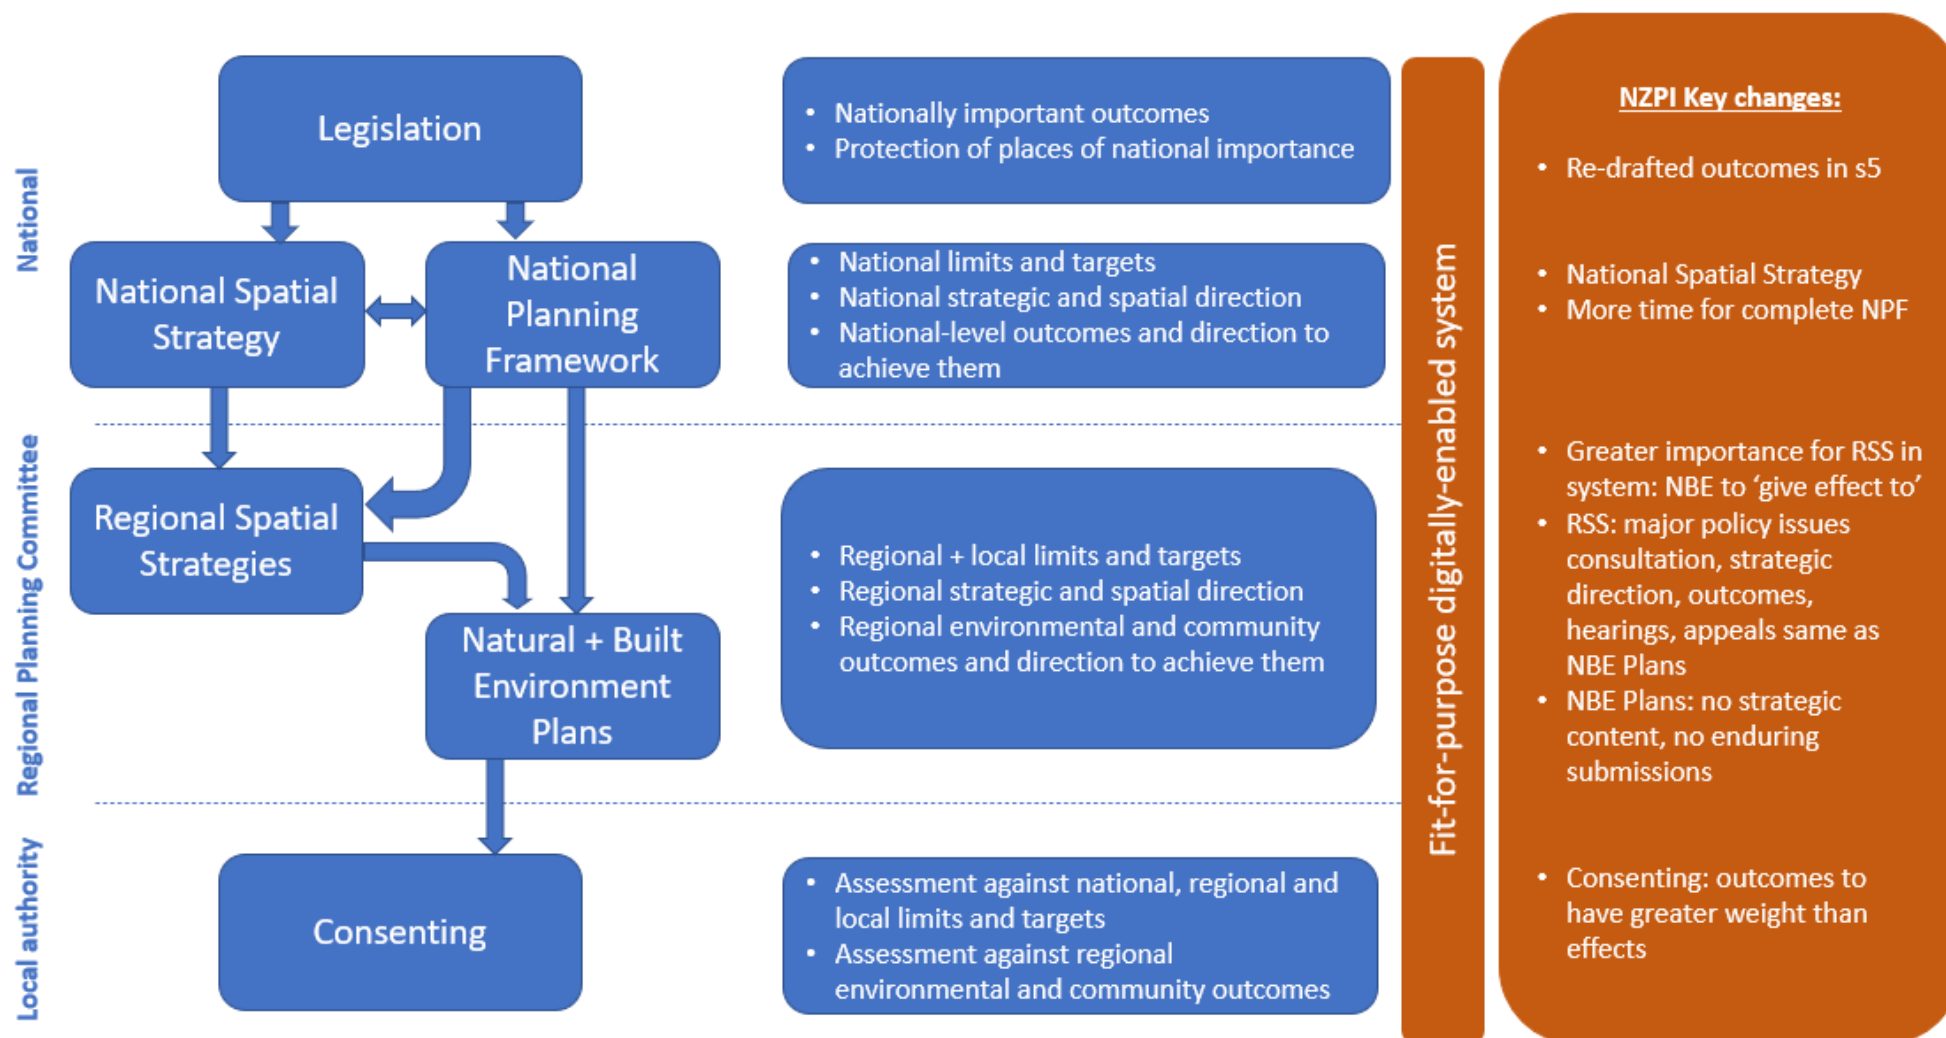 National
Legislation
• Nationally important outcomes
• Protection of places of national importance
National Spatial
Strategy
National
Planning
Framework
• National limits and targets
• National strategic and spatial direction
• National-level outcomes and direction to
achieve them
Regional Planning Committee
Regional Spatial
Strategies
Natural + Built
Environment
Plans
• Regional + local limits and targets
• Regional strategic and spatial direction
• Regional environmental and community
outcomes and direction to achieve them
Local authority
Consenting
• Assessment against national, regional and
local limits and targets
• Assessment against regional
environmental and community outcomes
Fit-for-purpose digitally-enabled system
NZPI Key changes:
• Re-drafted outcomes in s5
• National Spatial Strategy
• More time for complete NPF
• Greater importance for RSS in
system: NBE to ‘give effect to’
• RSS: major policy issues
consultation, strategic
direction, outcomes,
hearings, appeals same as
NBE Plans
• NBE Plans: no strategic
content, no enduring
submissions
• Consenting: outcomes to
have greater weight than
effects